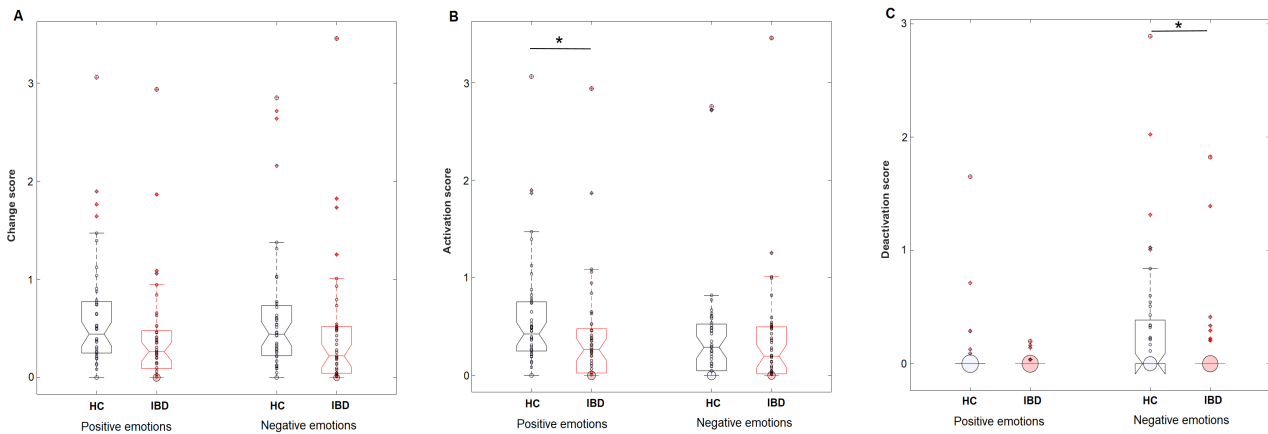 A
Change score
3
2
1
0
HC IBD HC IBD
Positive emotions Negative emotions
B
*
Activation score
3
2
1
0
HC IBD HC IBD
Positive emotions Negative emotions
C
*
Deactivation score
3
2
1
0
HC IBD HC IBD
Positive emotions Negative emotions